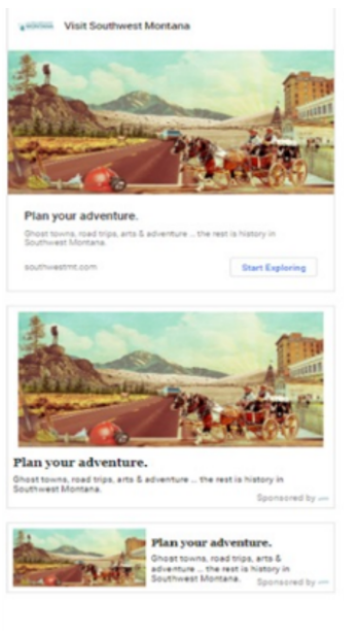 MONTANA
Visit Southwest Montana
Plan your adventure.
Ghost towns, road trips, arts & adventure ... the rest is history in
Southwest Montana.
southwestmt.com
Start Exploring
Plan your adventure.
Ghost towns, road trips, arts & adventure ... the rest is history in
Southwest Montana.
Sponsored by
Plan your adventure.
Ghost towns, road trips, arts &
adventure ... the rest is history in
Southwest Montana.
Sponsored by